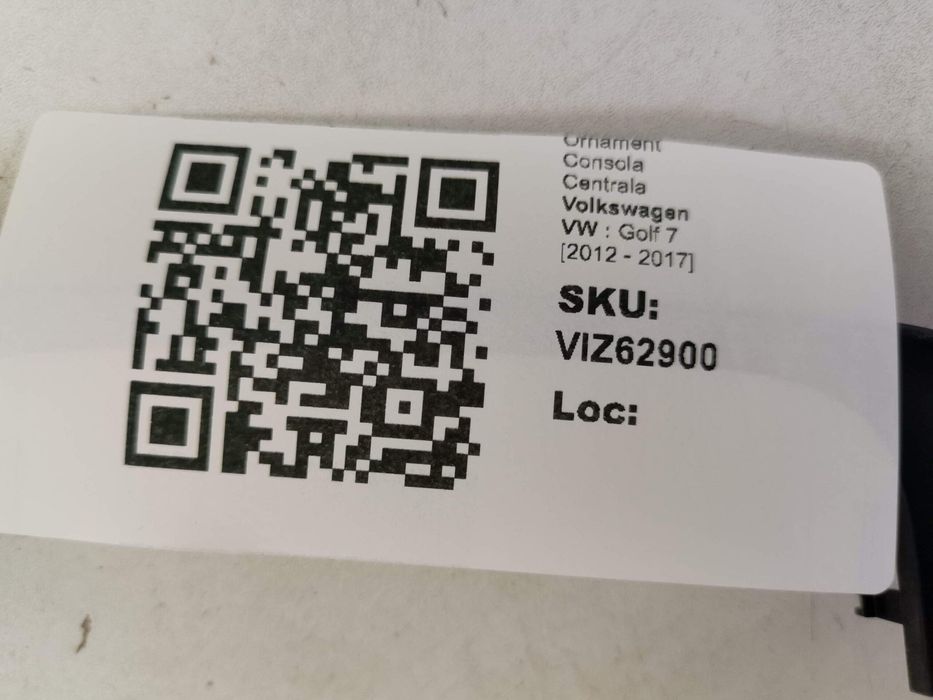 Ornament
Consola
Centrala
Volkswagen
VW : Golf 7
[2012 - 2017]
SKU:
VIZ62900
Loc: